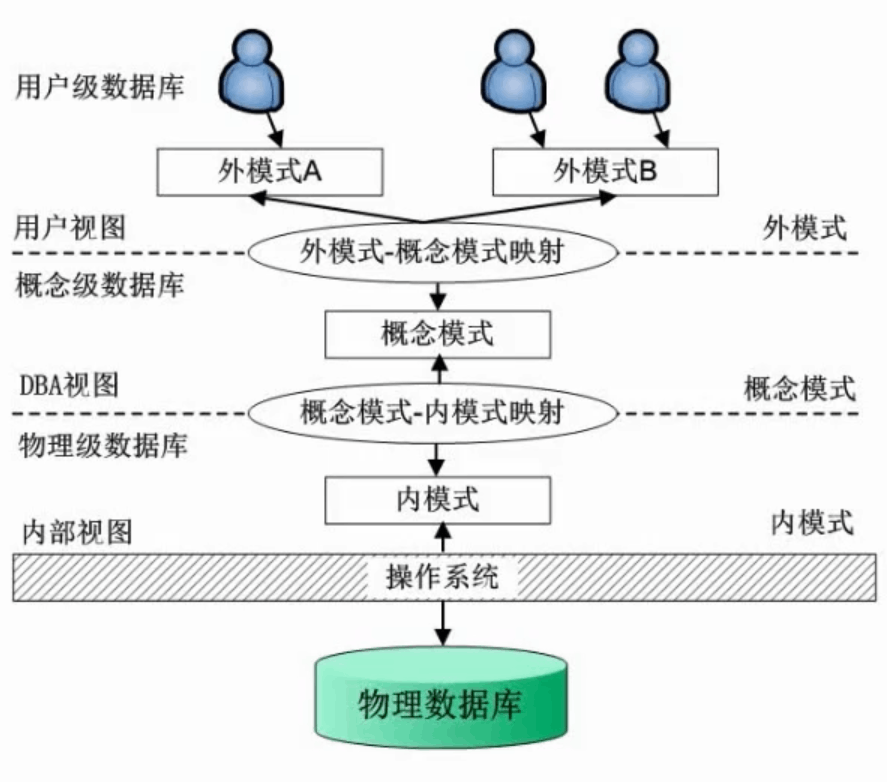 用户级数据库
外模式A
外模式B
用户视图
外模式
外模式-概念模式映射
概念级数据库
概念模式
DBA视图
概念模式
概念模式-内模式映射
物理级数据库
内模式
内部视图
内模式
操作系统
物理数据库